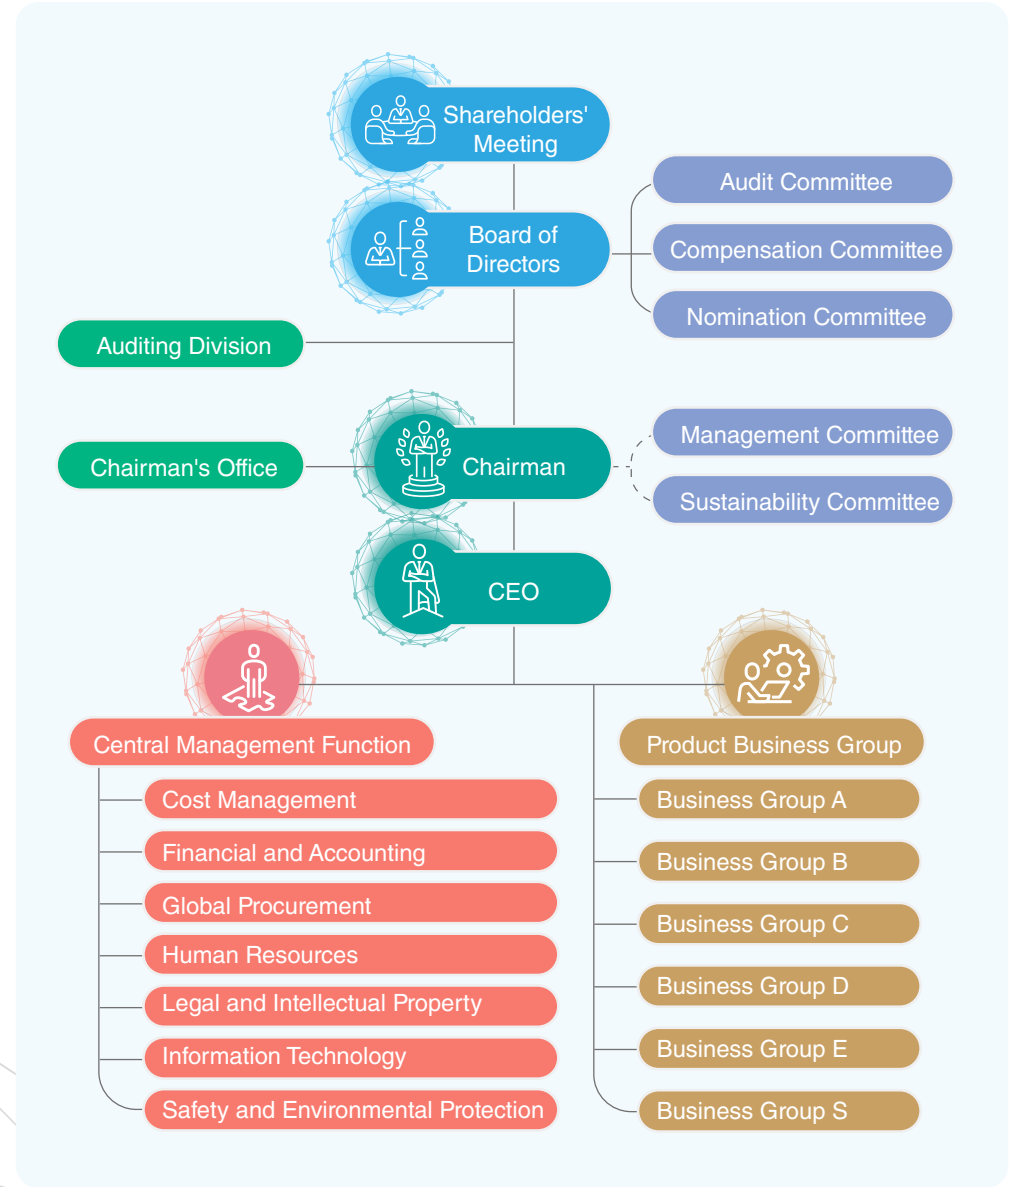 Shareholders'
Meeting
Board of
Directors
Audit Committee
Compensation Committee
Nomination Committee
Auditing Division
Chairman's Office
Chairman
Management Committee
Sustainability Committee
CEO
Central Management Function
Cost Management
Financial and Accounting
Global Procurement
Human Resources
Legal and Intellectual Property
Information Technology
Safety and Environmental Protection
Product Business Group
Business Group A
Business Group B
Business Group C
Business Group D
Business Group E
Business Group S